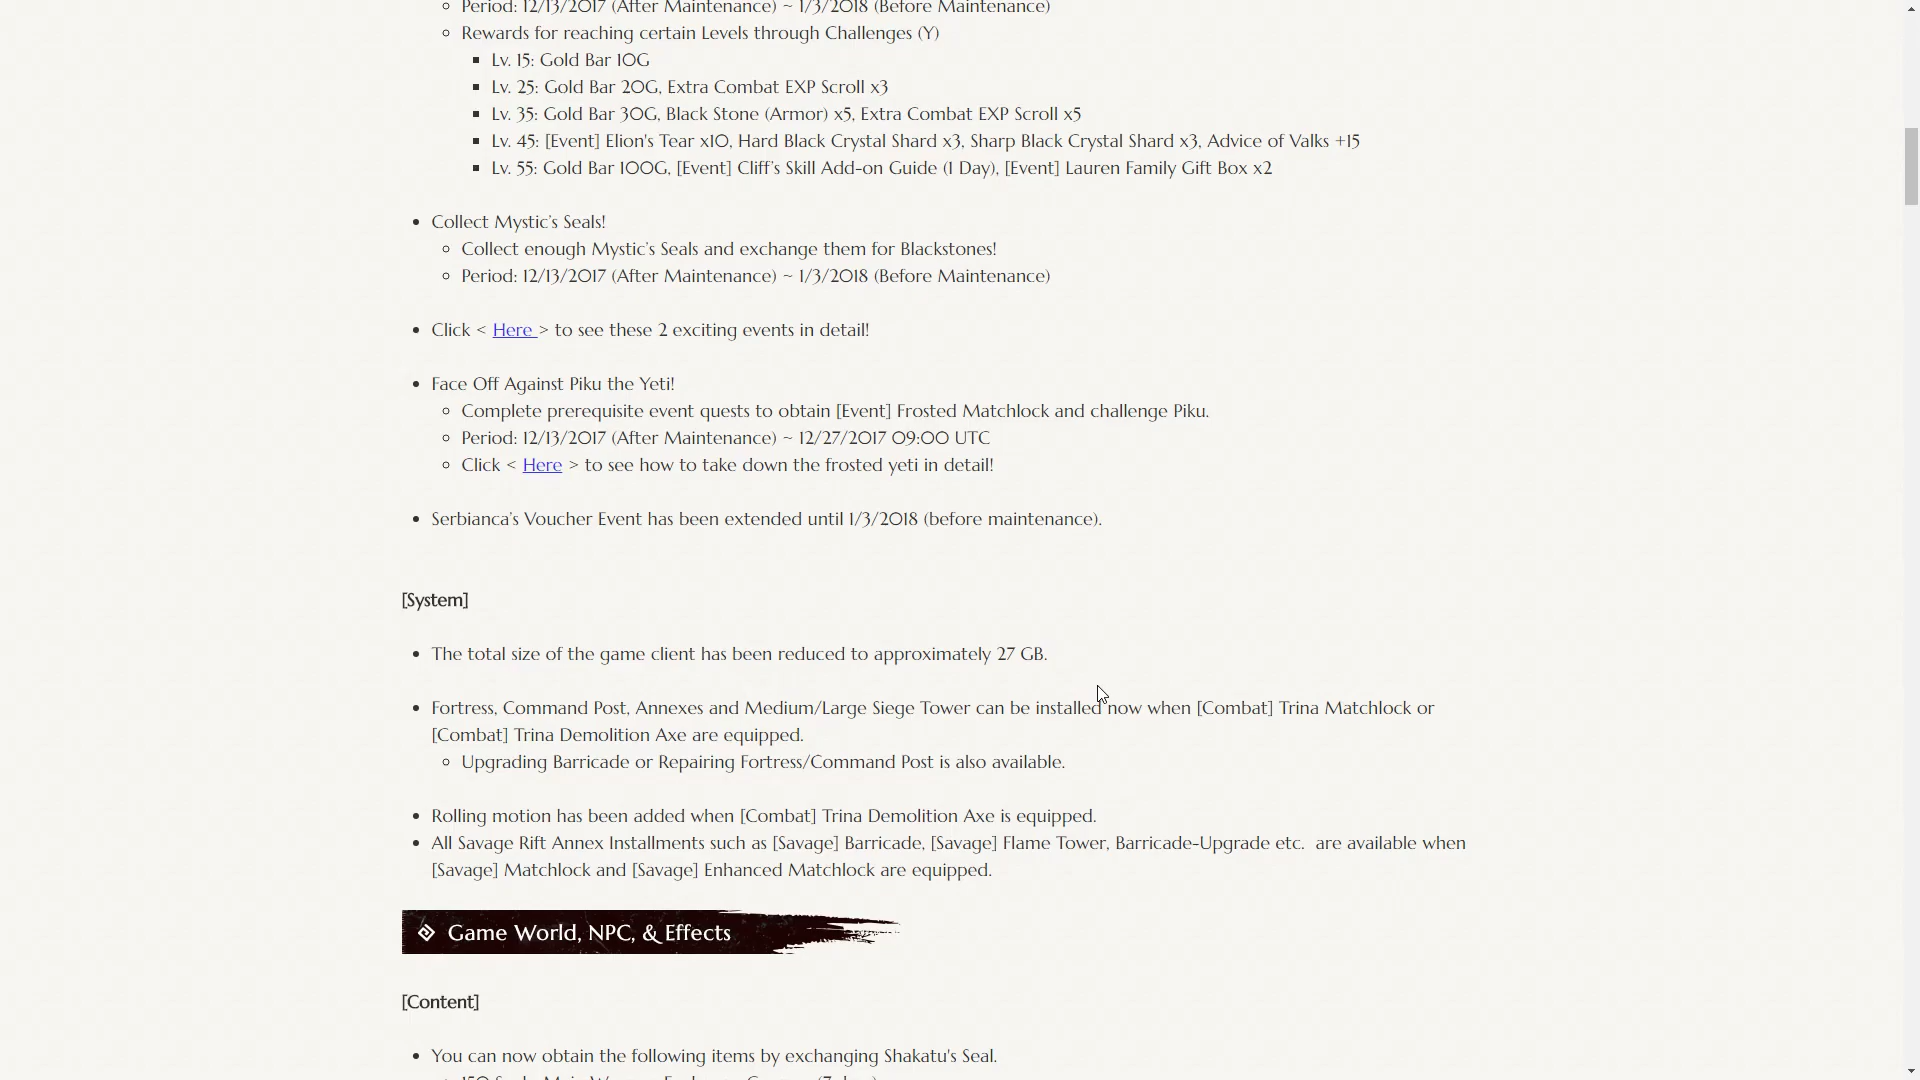 Period: 12/13/2017 (After Maintenance) ~ 1/3/2018 (Before Maintenance)
Rewards for reaching certain Levels through Challenges (Y)
Lv. 15: Gold Bar 10G
Lv. 25: Gold Bar 20G, Extra Combat EXP Scroll x3
Lv. 35: Gold Bar 30G, Black Stone (Armor) x5, Extra Combat EXP Scroll x5
Lv. 45: [Event] Elion's Tear x10, Hard Black Crystal Shard x3, Sharp Black Crystal Shard x3, Advice of Valks +15
Lv. 55: Gold Bar 100G, [Event] Cliff’s Skill Add-on Guide (1 Day), [Event] Lauren Family Gift Box x2
Collect Mystic’s Seals!
Collect enough Mystic’s Seals and exchange them for Blackstones!
Period: 12/13/2017 (After Maintenance) ~ 1/3/2018 (Before Maintenance)
Click < Here > to see these 2 exciting events in detail!
Face Off Against Piku the Yeti!
Complete prerequisite event quests to obtain [Event] Frosted Matchlock and challenge Piku.
Period: 12/13/2017 (After Maintenance) ~ 12/27/2017 09:00 UTC
Click < Here > to see how to take down the frosted yeti in detail!
Serbianca’s Voucher Event has been extended until 1/3/2018 (before maintenance).
[System]
The total size of the game client has been reduced to approximately 27 GB.
Fortress, Command Post, Annexes and Medium/Large Siege Tower can be installed now when [Combat] Trina Matchlock or
[Combat] Trina Demolition Axe are equipped.
Upgrading Barricade or Repairing Fortress/Command Post is also available.
Rolling motion has been added when [Combat] Trina Demolition Axe is equipped.
All Savage Rift Annex Installments such as [Savage] Barricade, [Savage] Flame Tower, Barricade-Upgrade etc.  are available when
[Savage] Matchlock and [Savage] Enhanced Matchlock are equipped.
Game World, NPC, & Effects
[Content]
You can now obtain the following items by exchanging Shakatu's Seal.